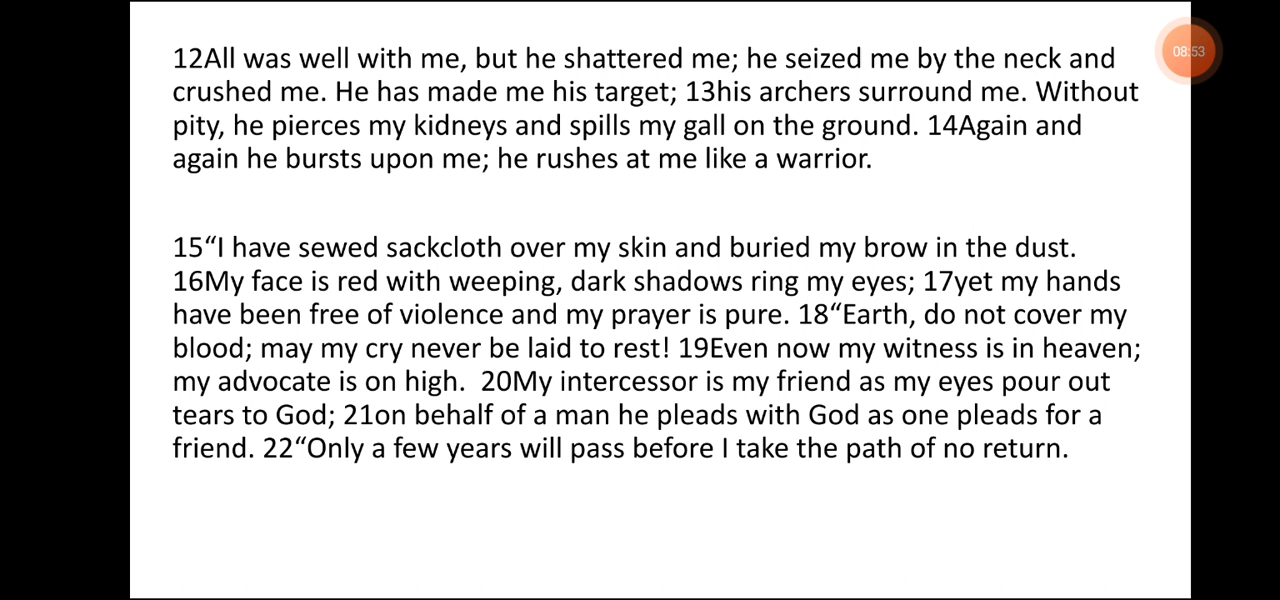 12All was well with me, but he shattered me; he seized me by the neck and
crushed me. He has made me his target; 13his archers surround me. Without
pity, he pierces my kidneys and spills my gall on the ground. 14Again and
again he bursts upon me; he rushes at me like a warrior.
15“I have sewed sackcloth over my skin and buried my brow in the dust.
16My face is red with weeping, dark shadows ring my eyes; 17yet my hands
have been free of violence and my prayer is pure. 18“Earth, do not cover my
blood; may my cry never be laid to rest! 19Even now my witness is in heaven;
my advocate is on high.  20My intercessor is my friend as my eyes pour out
tears to God; 21on behalf of a man he pleads with God as one pleads for a
friend. 22“Only a few years will pass before I take the path of no return.
08:53